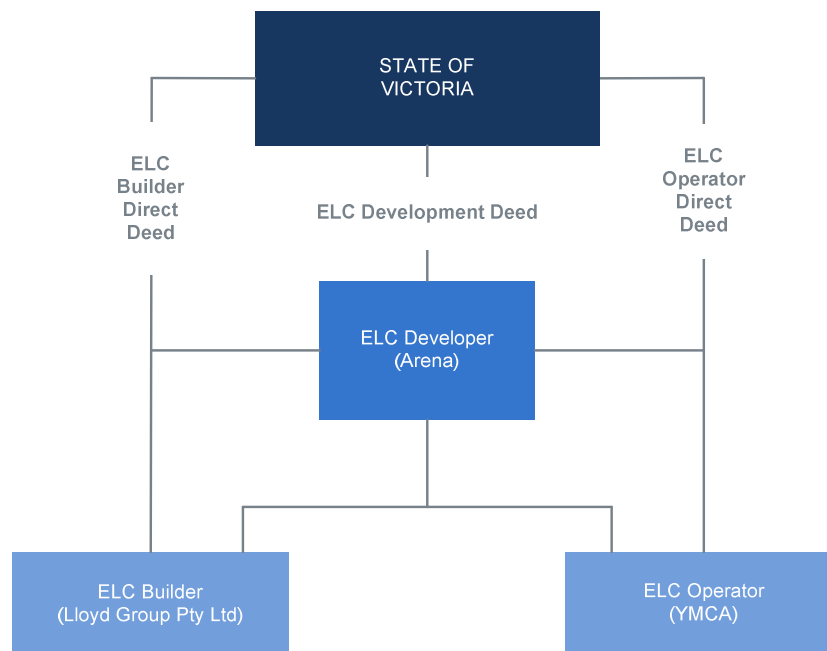 STATE OF
VICTORIA
ELC
Builder
Direct
Deed
ELC Development Deed
ELC
Operator
Direct
Deed
ELC Developer
(Arena)
ELC Builder
(Lloyd Group Pty Ltd)
ELC Operator
(YMCA)